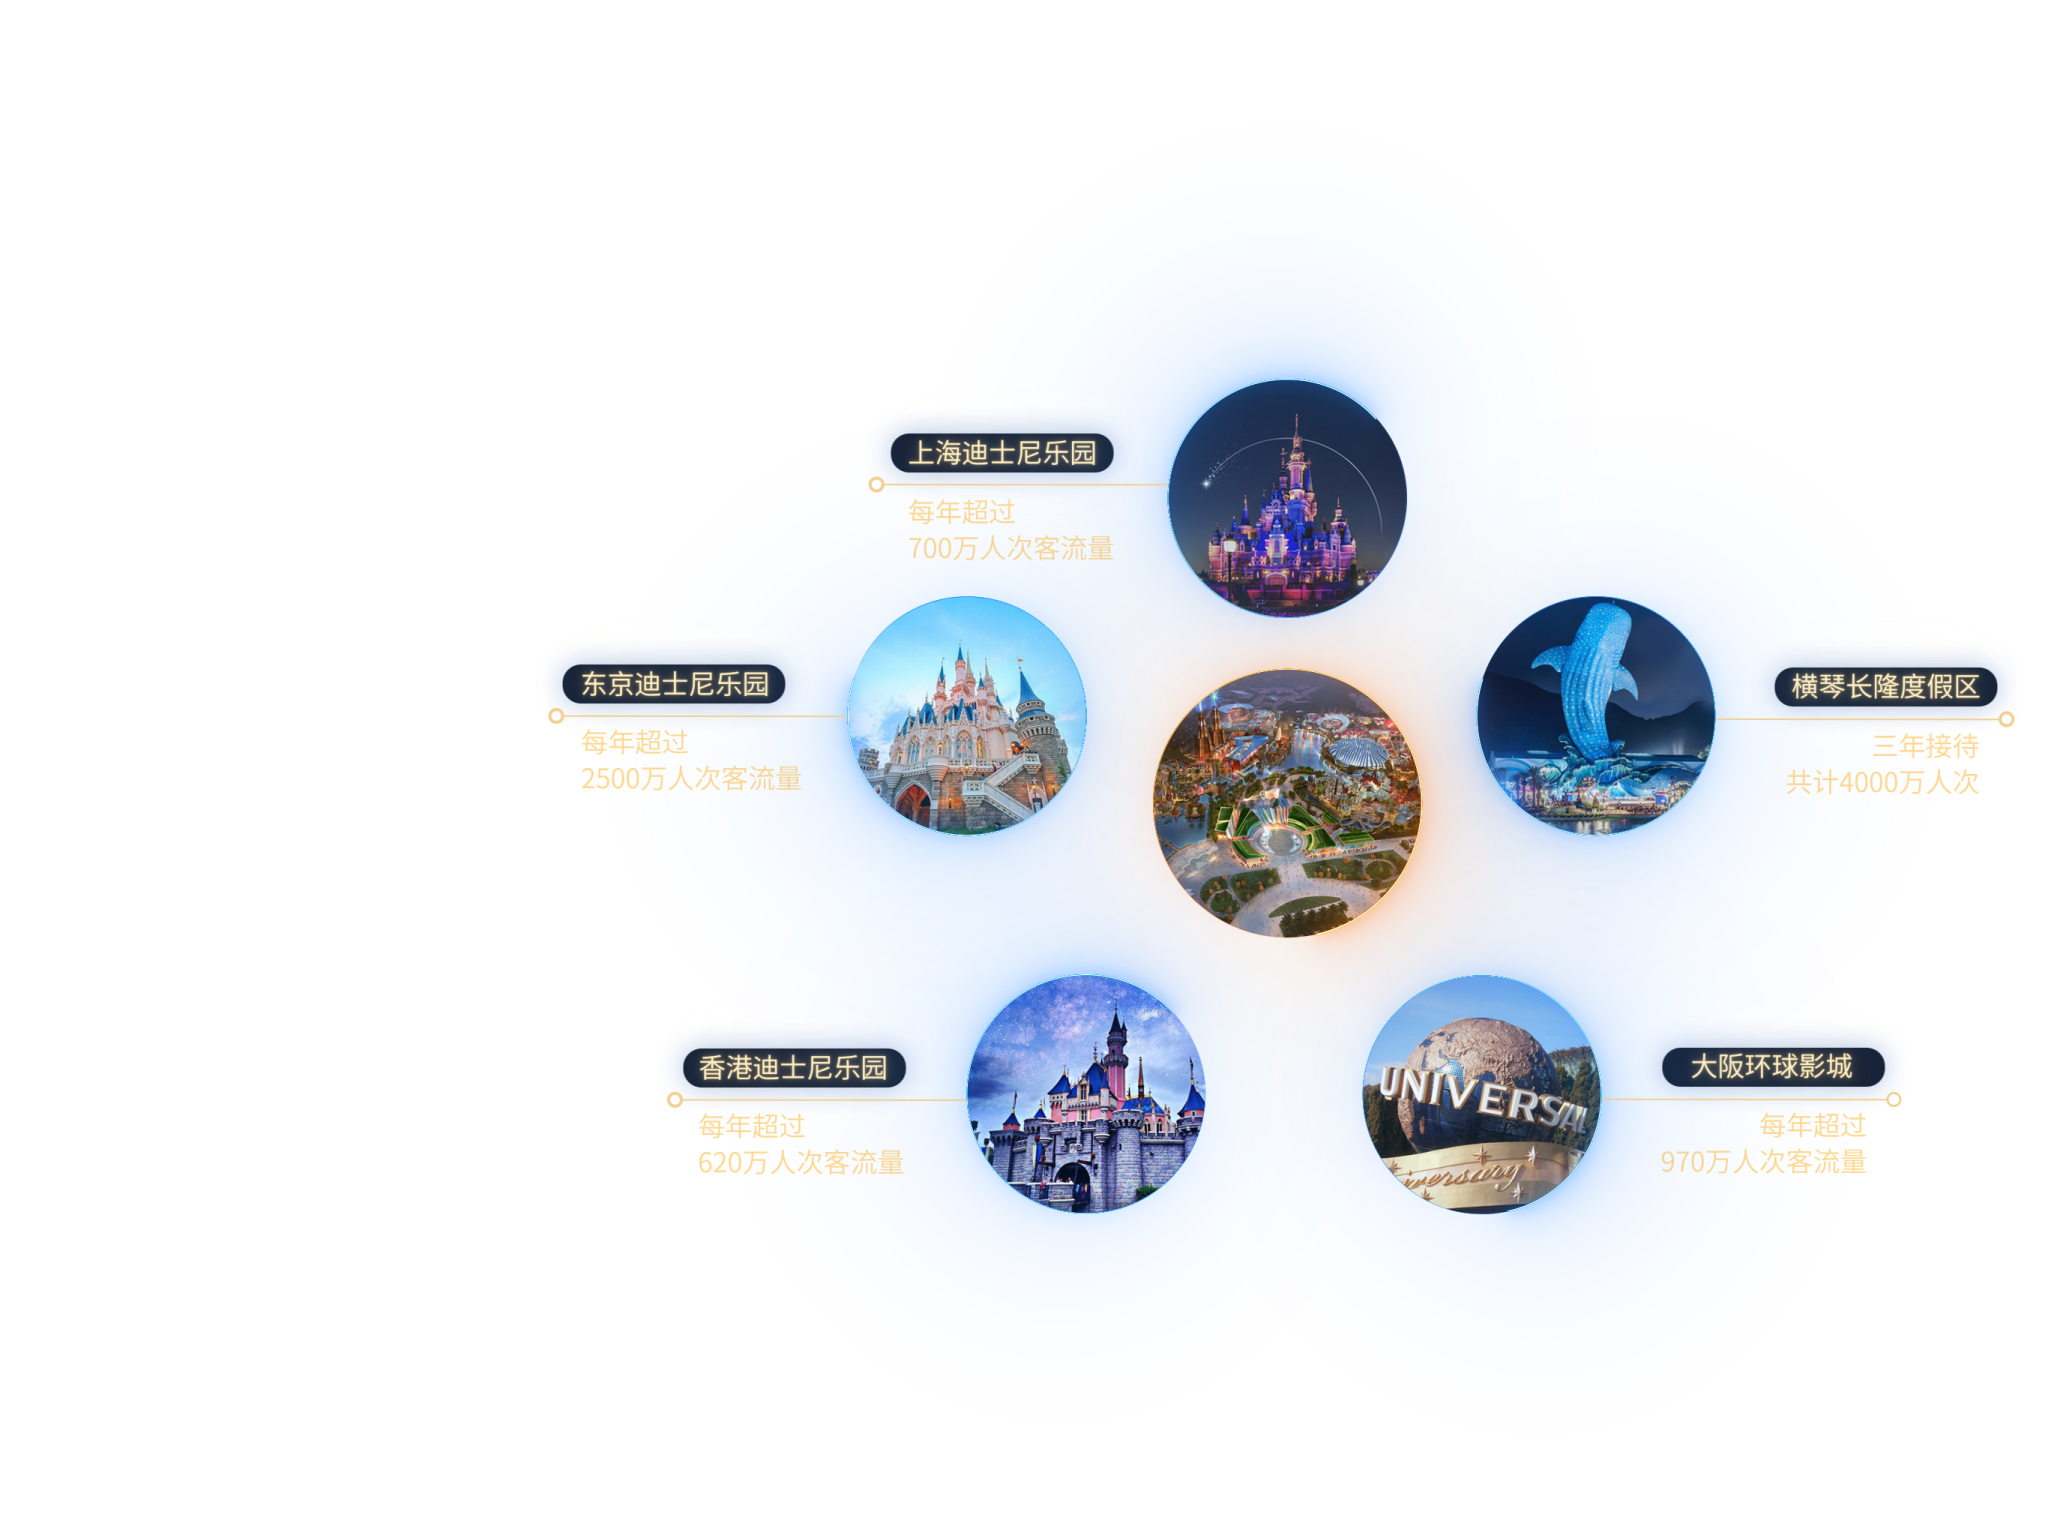 上海迪士尼乐园
每年超过
700万人次客流量
东京迪士尼乐园
每年超过
2500万人次客流量
横琴长隆度假区
三年接待
共计4000万人次
香港迪士尼乐园
每年超过
620万人次客流量
大阪环球影城
每年超过
970万人次客流量
UNIVERSAL
iversary